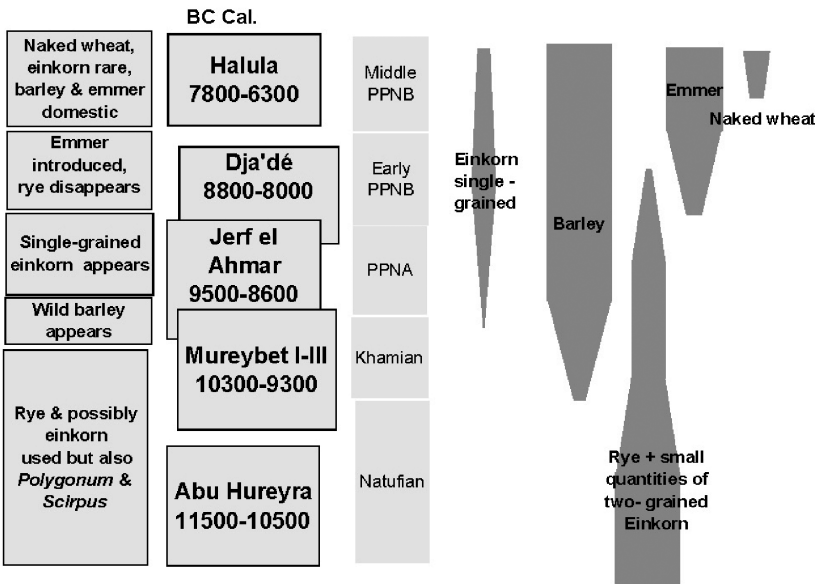 BC Cal.
Naked wheat,
einkorn rare,
barley & emmer
domestic
Emmer
introduced,
rye disappears
Single-grained
einkorn appears
Wild barley
appears
Rye & possibly
einkorn
used but also
Polygonum &
Scirpus
Halula
7800-6300
Dja'dé
8800-8000
Jerf el
Ahmar
9500-8600
Mureybet I-III
10300-9300
Abu Hureyra
11500-10500
Middle
PPNB
Early
PPNB
PPNA
Khamian
Natufian
Einkorn
single -
grained
Barley
Emmer
Naked wheat
Rye + small
quantities of
two- grained
Einkorn